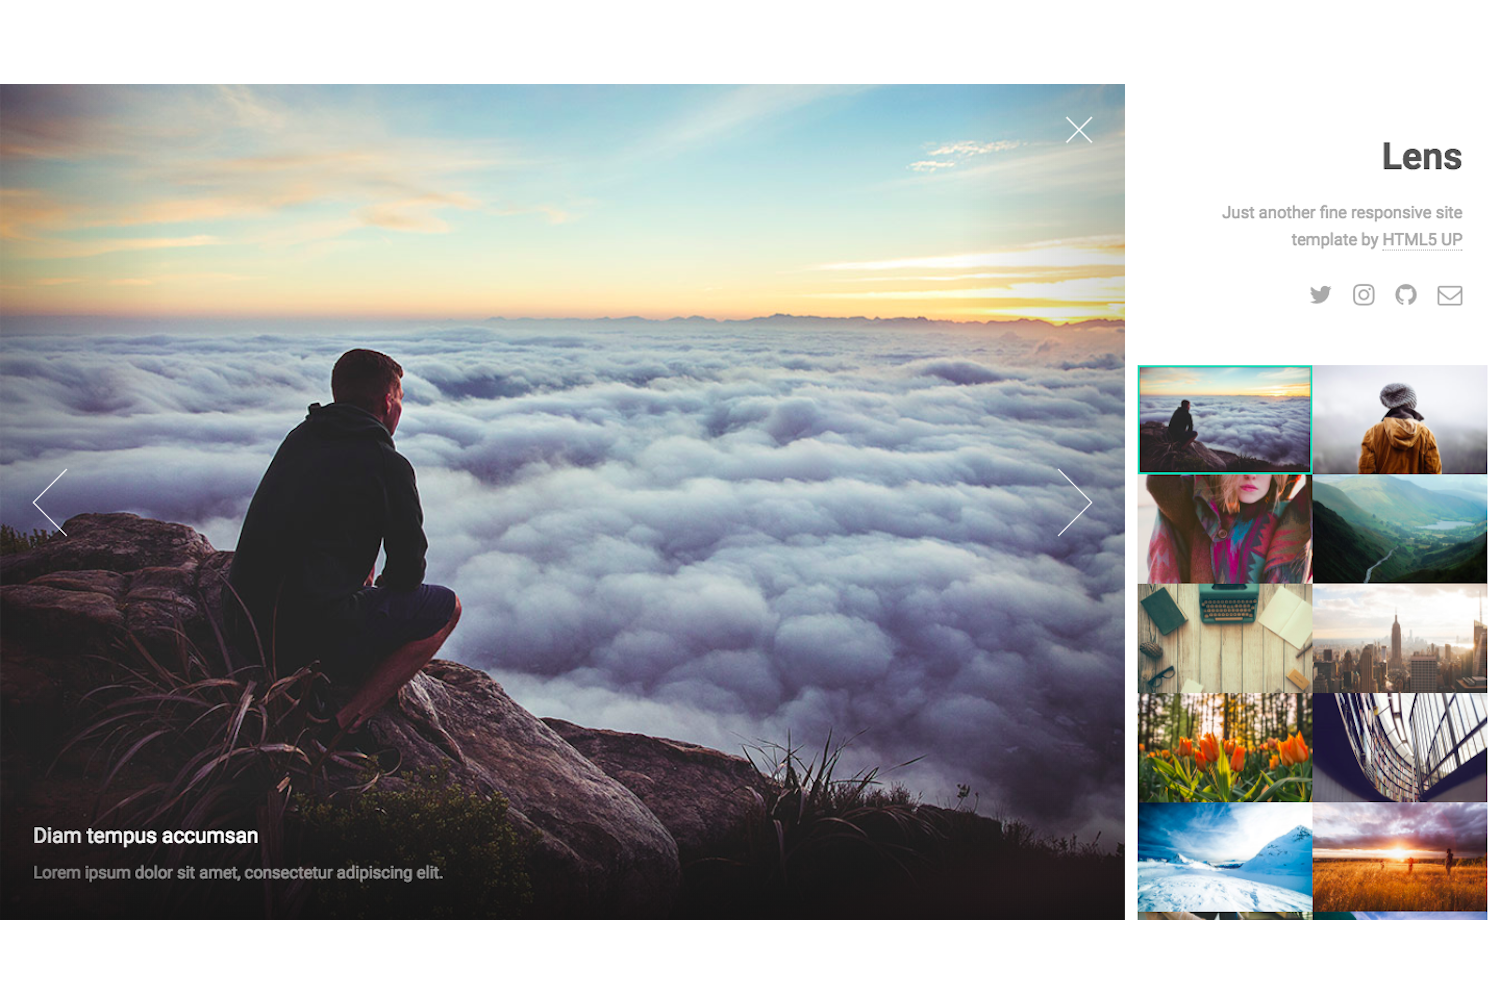 Lens
Just another fine responsive site
template by HTML5 UP
Diam tempus accumsan
Lorem ipsum dolor sit amet, consectetur adipiscing elit.